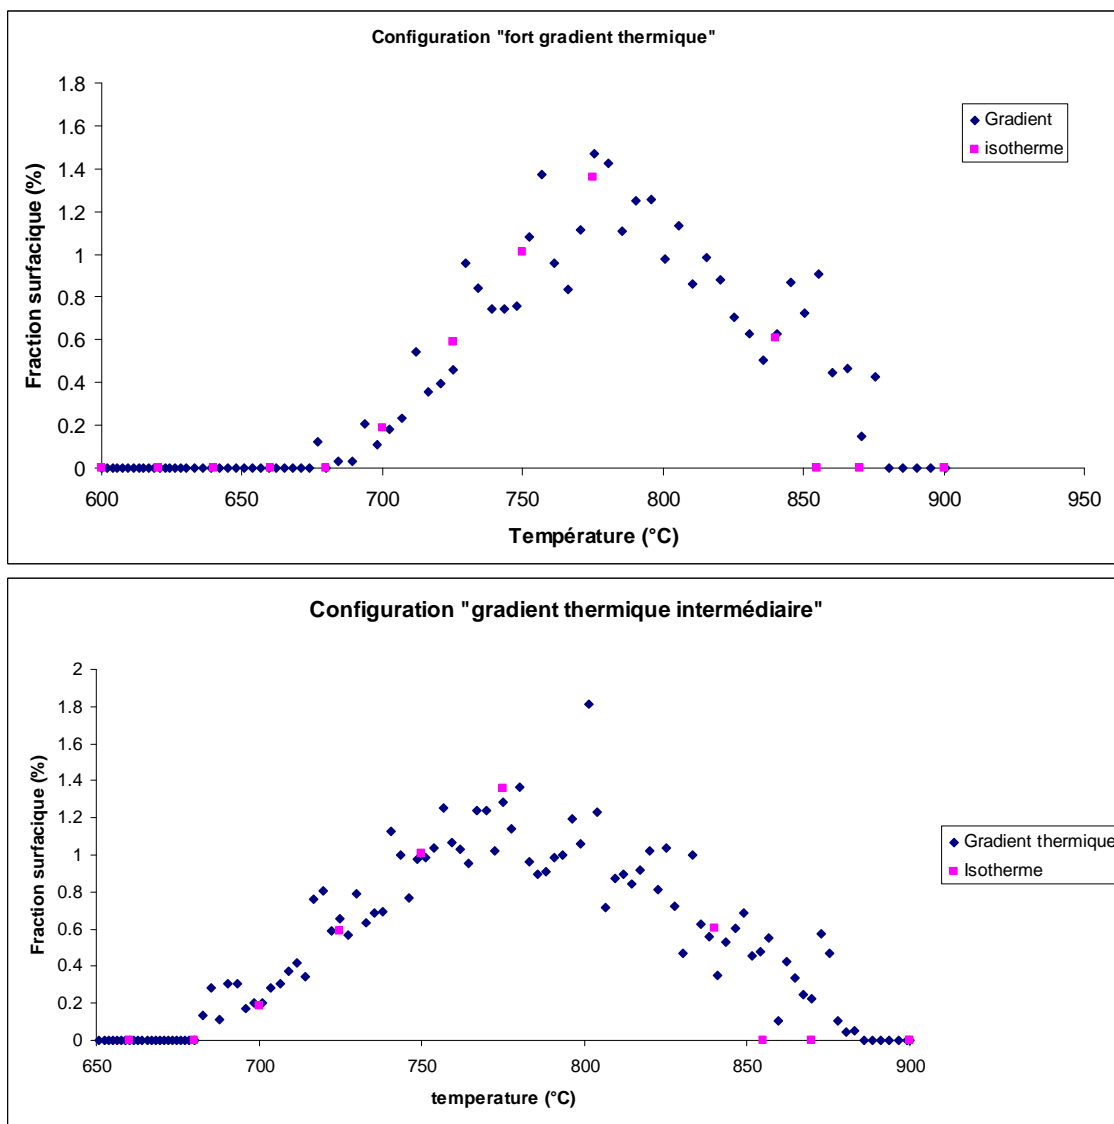 Configuration "fort gradient thermique"
1.8
1.6
1.4
1.2
1
0.8
0.6
0.4
0.2
0
Fraction surfacique (%)
Gradient
isotherme
600 650 700 750 800 850 900 950
Température (°C)
Configuration "gradient thermique intermédiaire"
2
1.8
1.6
1.4
1.2
1
0.8
0.6
0.4
0.2
0
Fraction surfacique (%)
Gradient thermique
Isotherme
650 700 750 800 850 900
temperature (°C)